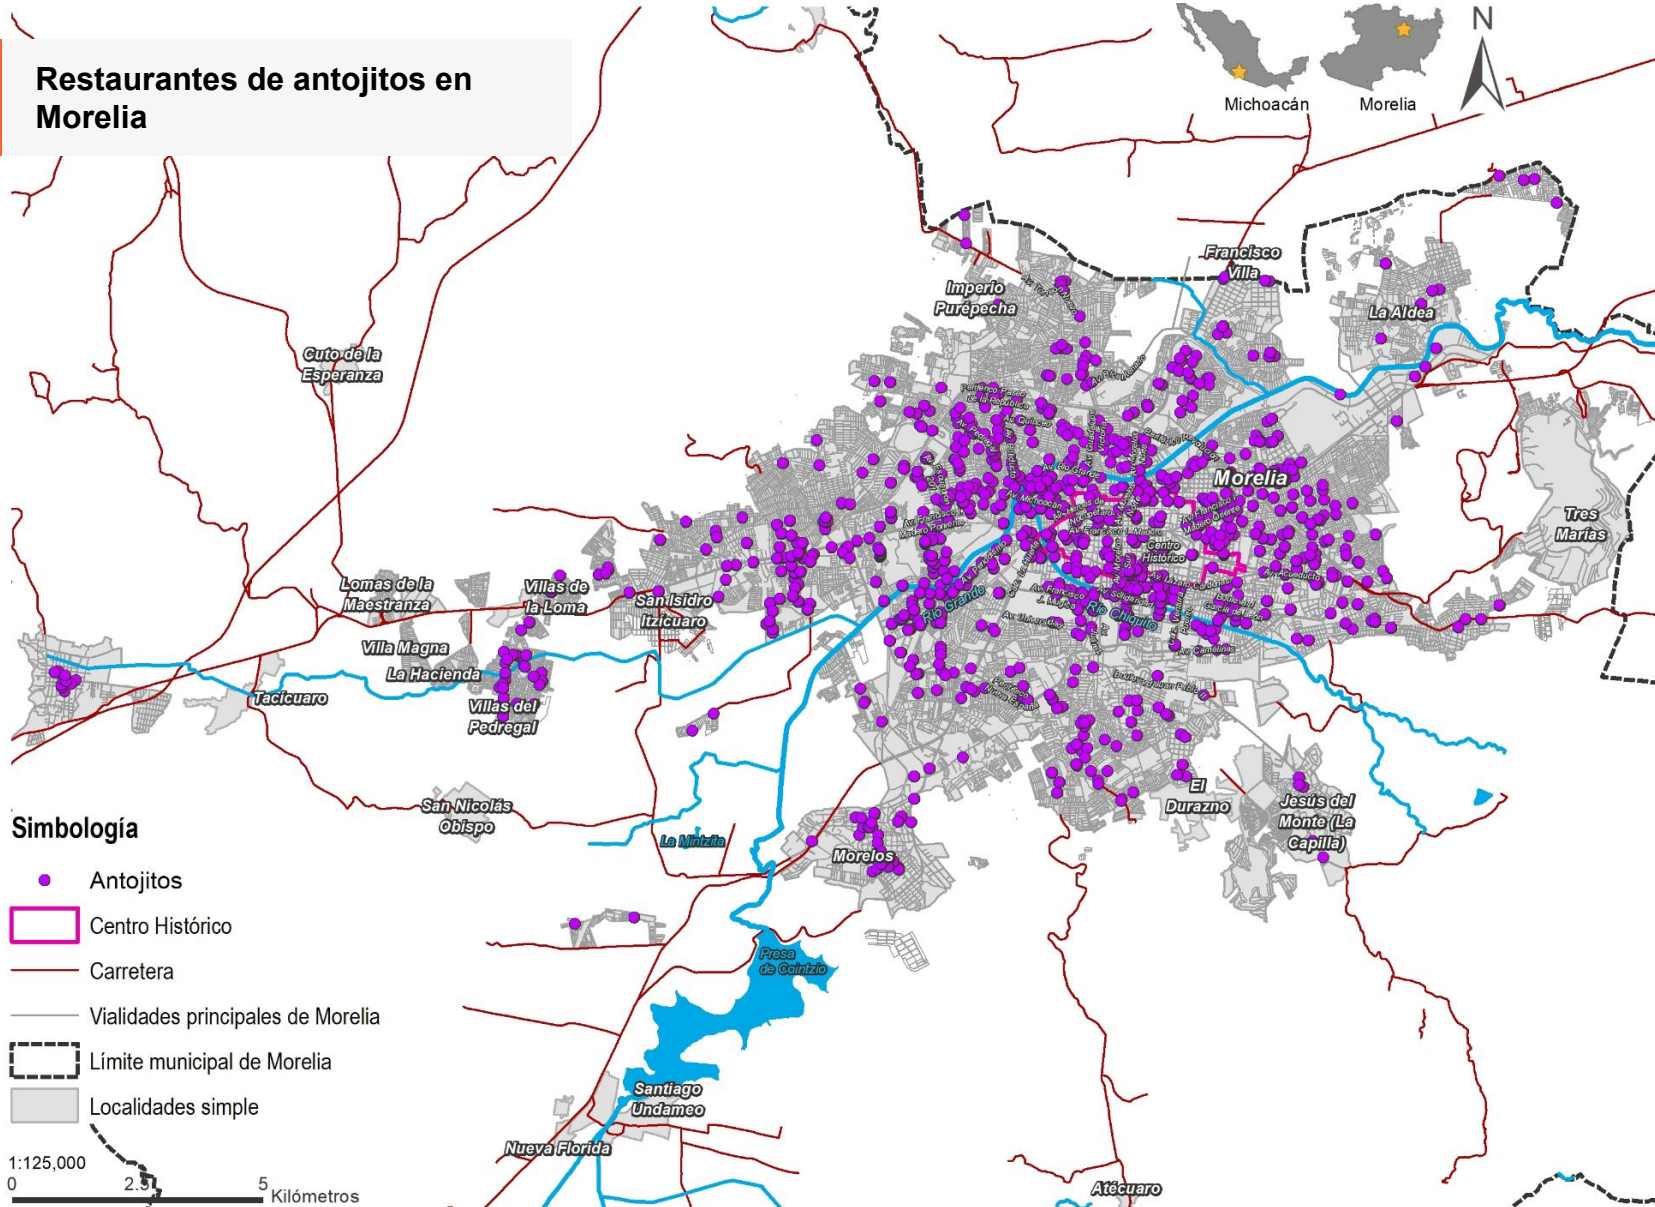 Restaurantes de antojitos en
Morelia
Michoacán
Morelia
N
Francisco
Villa
Imperio
Purépecha
La Aldea
Cuto de la
Esperanza
Morelia
Tres
Marías
Centro
Histórico
Av. Acueducto
Lomas de la
Maestranza
Villas de
la Loma
San Isidro
Itzícuaro
Río Grande
Río Chiquito
Villa Magna
La Hacienda
Tacícuaro
Villas del
Pedregal
San Nicolás
Obispo
El
Durazno
Jesús del
Monte (La
Capilla)
La Mintzita
Morelos
Simbología
Antojitos
Centro Histórico
Carretera
Vialidades principales de Morelia
Límite municipal de Morelia
Localidades simple
Presa
de Cointzio
Santiago
Undameo
Nueva Florida
Atécuaro
1:125,000
0 2.5 5
Kilómetros